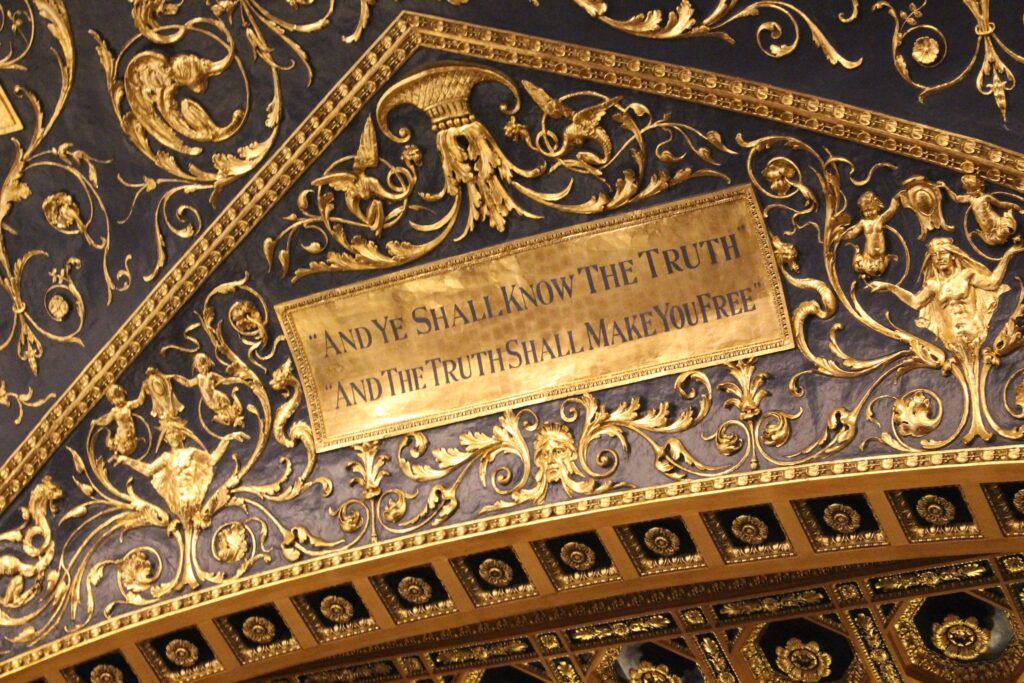 "And Ye Shall Know The Truth"
"And The Truth Shall Make You Free"